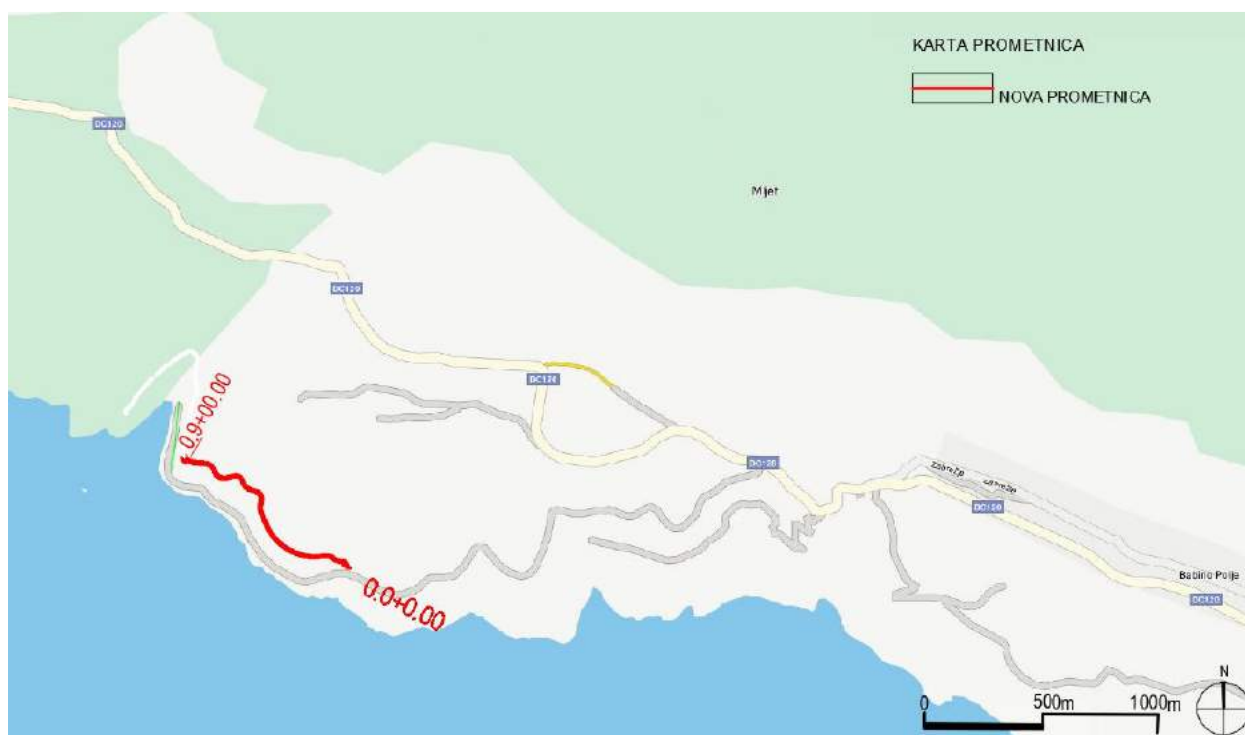 KARTA PROMETNICA
NOVA PROMETNICA
DC120
Mljet
DC120
DC120
0.9+00.00
DC120
Zabrežje
DC120
Babino Polje
DC120
0.0+0.00
N
0
500m
1000m